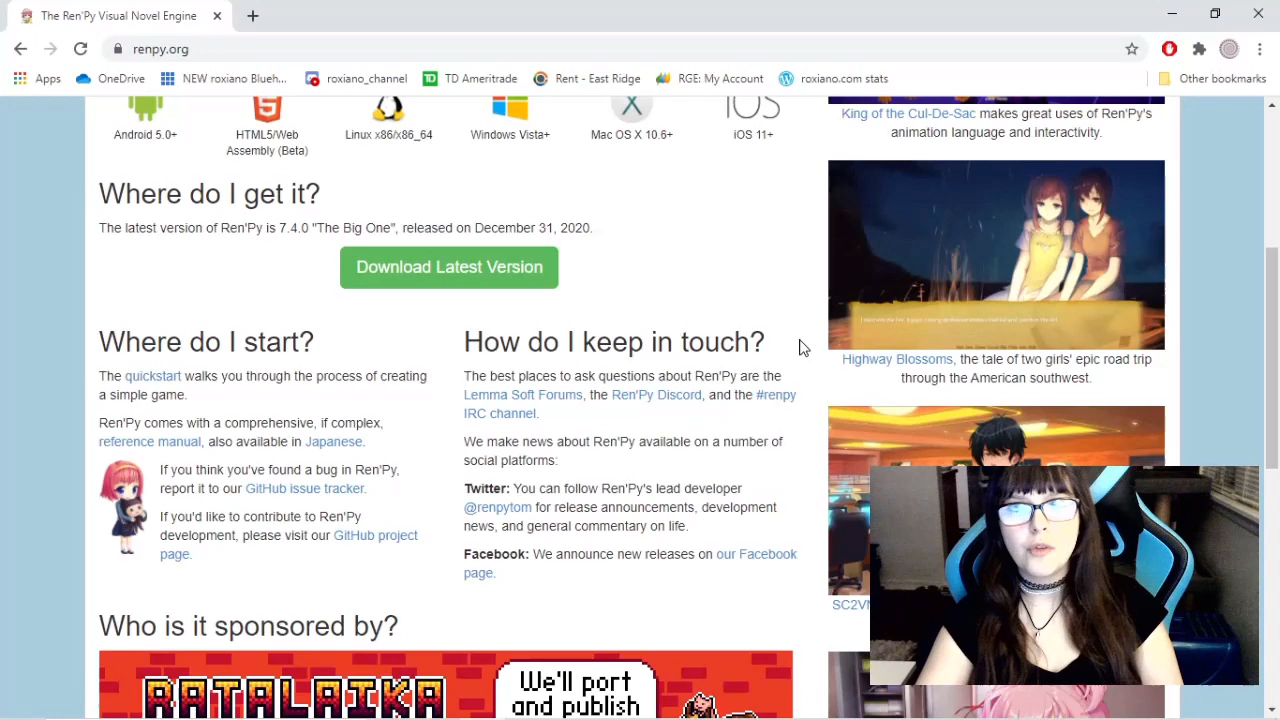 The Ren'Py Visual Novel Engine
renpy.org
Apps
OneDrive
NEW roxiano Blueh...
roxiano_channel
TD Ameritrade
Rent - East Ridge
RGE: My Account
roxiano.com stats
Other bookmarks
Android 5.0+
HTML5/Web
Assembly (Beta)
Linux x86/x86_64
Windows Vista+
Mac OS X 10.6+
iOS
iOS 11+
Where do I get it?
The latest version of Ren'Py is 7.4.0 "The Big One", released on December 31, 2020.
Download Latest Version
Where do I start?
The quickstart walks you through the process of creating
a simple game.
Ren'Py comes with a comprehensive, if complex,
reference manual, also available in Japanese.
If you think you've found a bug in Ren'Py,
report it to our GitHub issue tracker.
If you'd like to contribute to Ren'Py
development, please visit our GitHub project
page.
How do I keep in touch?
The best places to ask questions about Ren'Py are the
Lemma Soft Forums, the Ren'Py Discord, and the #renpy
IRC channel.
We make news about Ren'Py available on a number of
social platforms:
Twitter: You can follow Ren'Py's lead developer
@renpytom for release announcements, development
news, and general commentary on life.
Facebook: We announce new releases on our Facebook
page.
Who is it sponsored by?
RATALAIKA
We'll port
and publish
King of the Cul-De-Sac makes great uses of Ren'Py's
animation language and interactivity.
Highway Blossoms, the tale of two girls' epic road trip
through the American southwest.